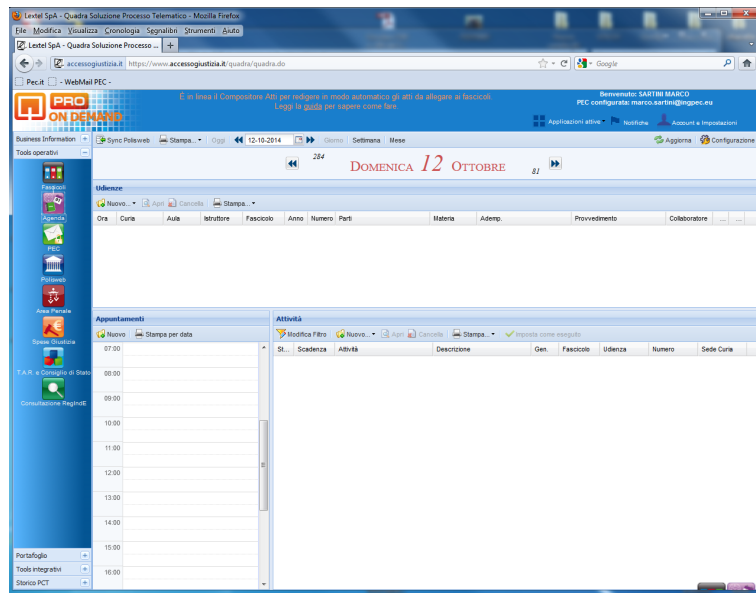 Lextel SpA - Quadra Soluzione Processo Telematico - Mozilla Firefox
File Modifica Visualizza Cronologia Segnalibri Strumenti Aiuto
Lextel SpA - Quadra Soluzione Processo ... +
accessogiustizia.it https://www.accessogiustizia.it/quadra/quadra.do Google
Pec.it - WebMail PEC -
PRO ON DEMAND
È in linea il Compositore Atti per redigere in modo automatico gli atti da allegare ai fascicoli.
Leggi la guida per sapere come fare.
Benvenuto: SARTINI MARCO
PEC configurata: marco.sartini@ingpec.eu
Applicazioni attive Notifiche Account e Impostazioni
Business Information Sync Polisweb Stampa... Oggi 12-10-2014 Giorno Settimana Mese Aggiorna Configurazione
Tools operativi
284 DOMENICA 12 OTTOBRE 81
Fascicoli
Agenda
PEC
Polisweb
Area Penale
Spese Giustizia
T.A.R. e Consiglio di Stato
Consultazione RegIndE
Udienze
Nuovo... Apri Cancella Stampa...
Ora Curia Aula Istruttore Fascicolo Anno Numero Parti Materia Ademp. Provvedimento Collaboratore ... ...
Appuntamenti
Nuovo Stampa per data
07:00
08:00
09:00
10:00
11:00
12:00
13:00
14:00
15:00
16:00
Attività
Modifica Filtro Nuovo... Apri Cancella Stampa... Imposta come eseguito
St... Scadenza Attività Descrizione Gen. Fascicolo Udienza Numero Sede Curia
Portafoglio
Tools integrativi
Storico PCT